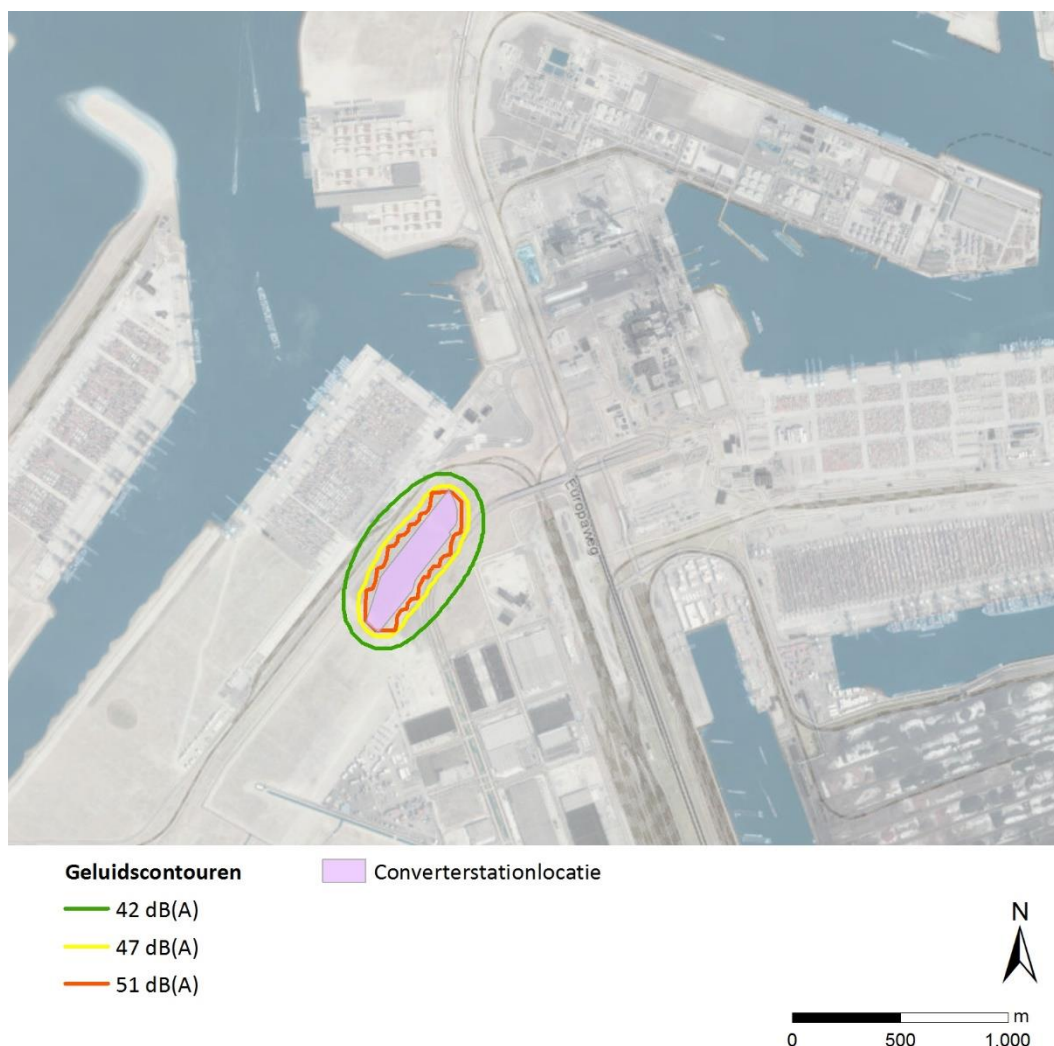 Europaweg
Geluidscontouren
42 dB(A)
47 dB(A)
51 dB(A)
Converterstationlocatie
N
m
0 500 1.000